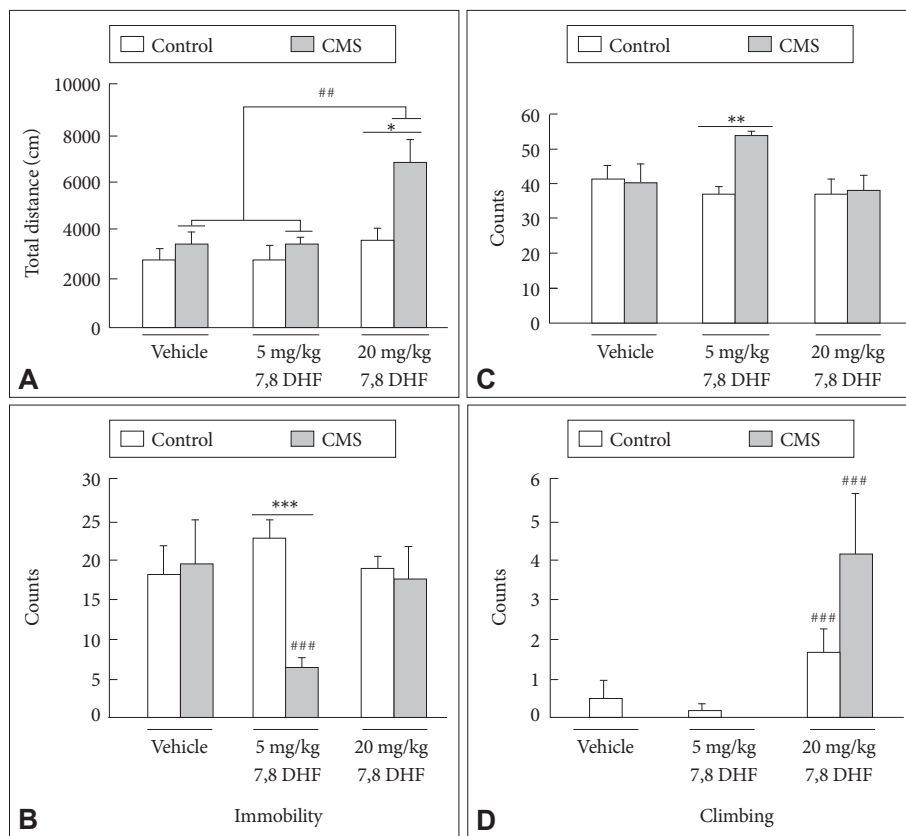 Control CMS
Total distance (cm)
10000
8000
6000
4000
2000
0
##
*
Vehicle 5 mg/kg 20 mg/kg
7,8 DHF 7,8 DHF
A
Control CMS
Counts
60
50
40
30
20
10
0
**
Vehicle 5 mg/kg 20 mg/kg
7,8 DHF 7,8 DHF
C
Control CMS
Counts
30
25
20
15
10
5
0
***
###
Vehicle 5 mg/kg 20 mg/kg
7,8 DHF 7,8 DHF
B Immobility
Control CMS
Counts
6
5
4
3
2
1
0
###
###
Vehicle 5 mg/kg 20 mg/kg
7,8 DHF 7,8 DHF
D Climbing